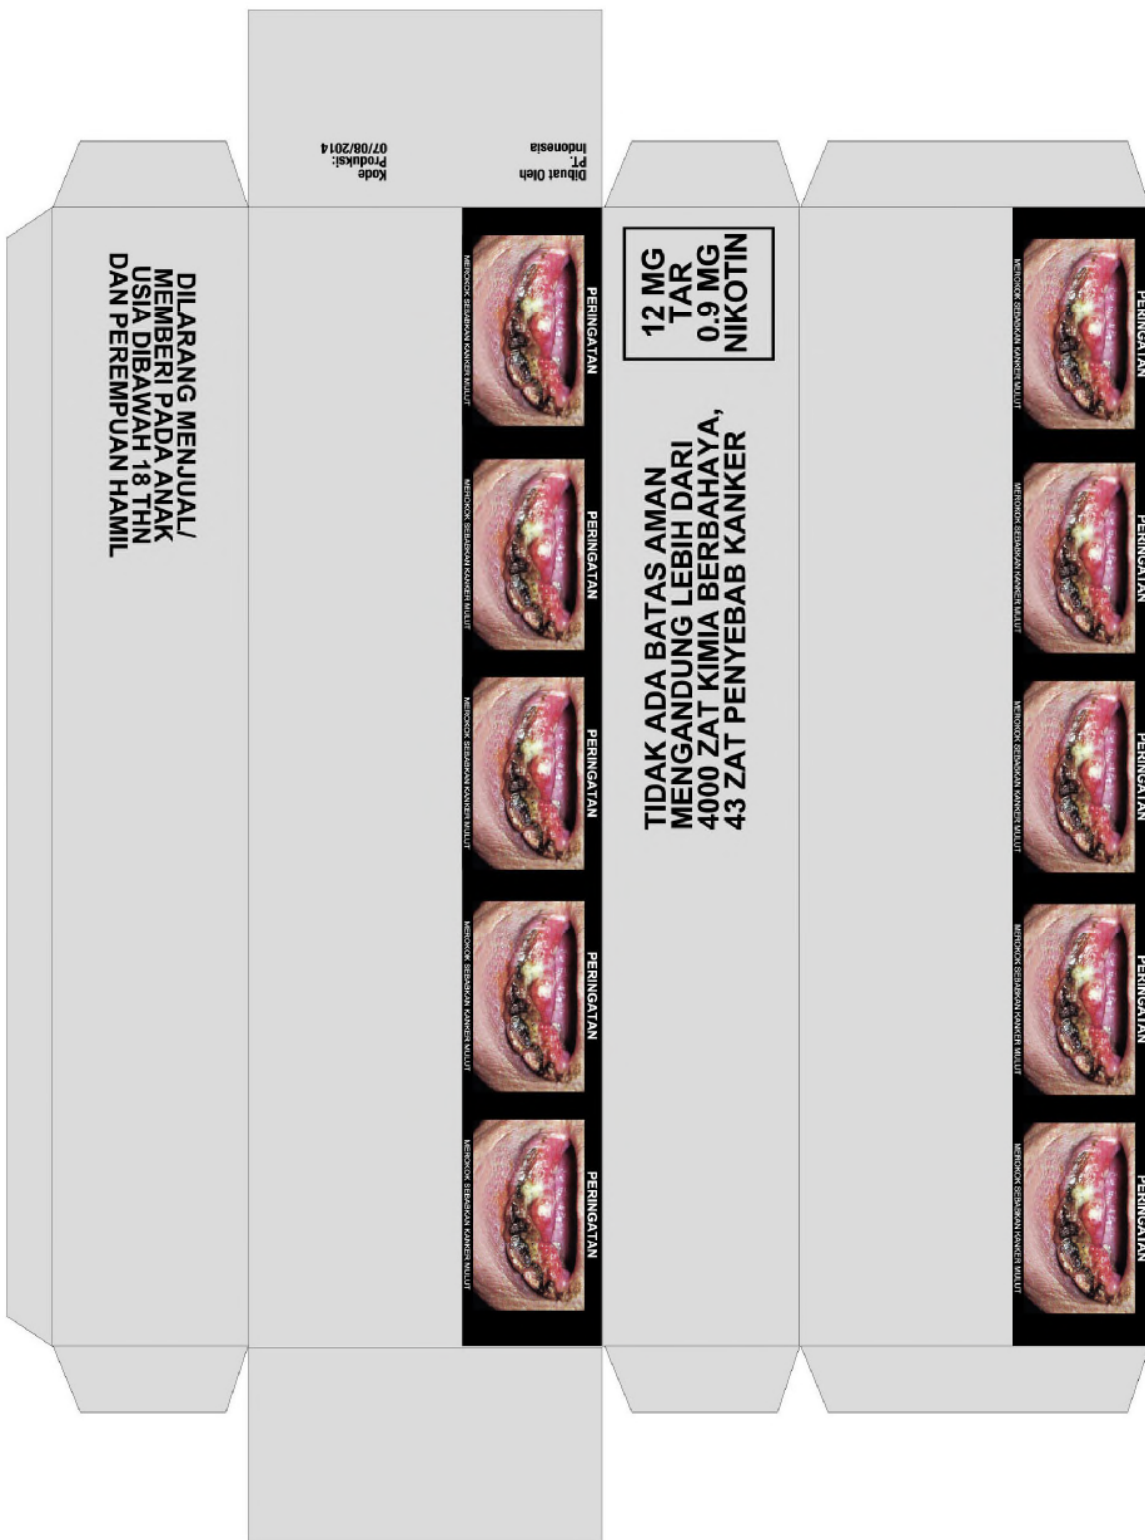 Kode
Produksi:
07/08/2014
Dibuat Oleh
PT.
Indonesia
DILARANG MENJUAL/
MEMBERI PADA ANAK
USIA DIBAWAH 18 THN
DAN PEREMPUAN HAMIL
PERINGATAN
MEROKOK SEBABKAN KANKER MULUT
PERINGATAN
MEROKOK SEBABKAN KANKER MULUT
PERINGATAN
MEROKOK SEBABKAN KANKER MULUT
PERINGATAN
MEROKOK SEBABKAN KANKER MULUT
PERINGATAN
MEROKOK SEBABKAN KANKER MULUT
12 MG
TAR
0.9 MG
NIKOTIN
TIDAK ADA BATAS AMAN
MENGANDUNG LEBIH DARI
4000 ZAT KIMIA BERBAHAYA,
43 ZAT PENYEBAB KANKER
PERINGATAN
MEROKOK SEBABKAN KANKER MULUT
PERINGATAN
MEROKOK SEBABKAN KANKER MULUT
PERINGATAN
MEROKOK SEBABKAN KANKER MULUT
PERINGATAN
MEROKOK SEBABKAN KANKER MULUT
PERINGATAN
MEROKOK SEBABKAN KANKER MULUT